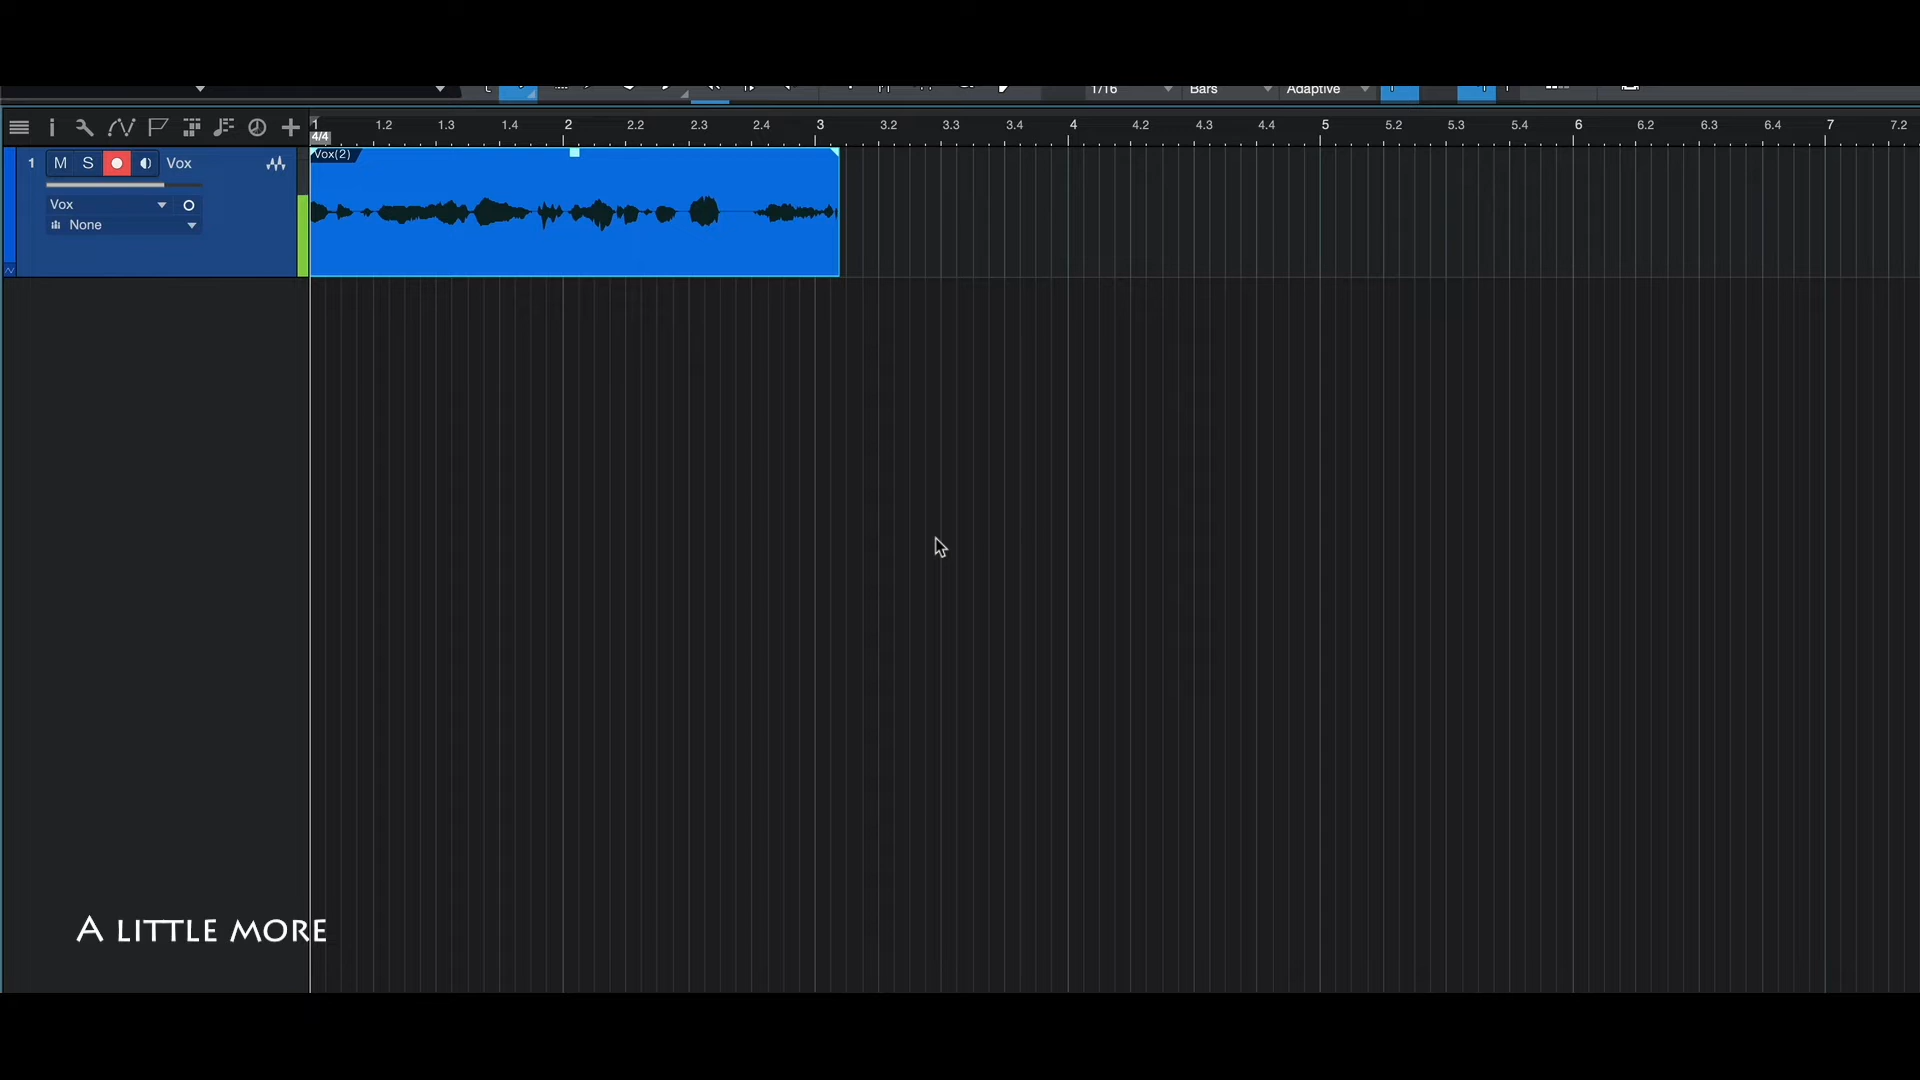 1/16 Bars Adaptive
1 1.2 1.3 1.4 2 2.2 2.3 2.4 3 3.2 3.3 3.4 4 4.2 4.3 4.4 5 5.2 5.3 5.4 6 6.2 6.3 6.4 7 7.2
4/4
1 M S Vox
Vox(2)
Vox
None
A LITTLE MORE